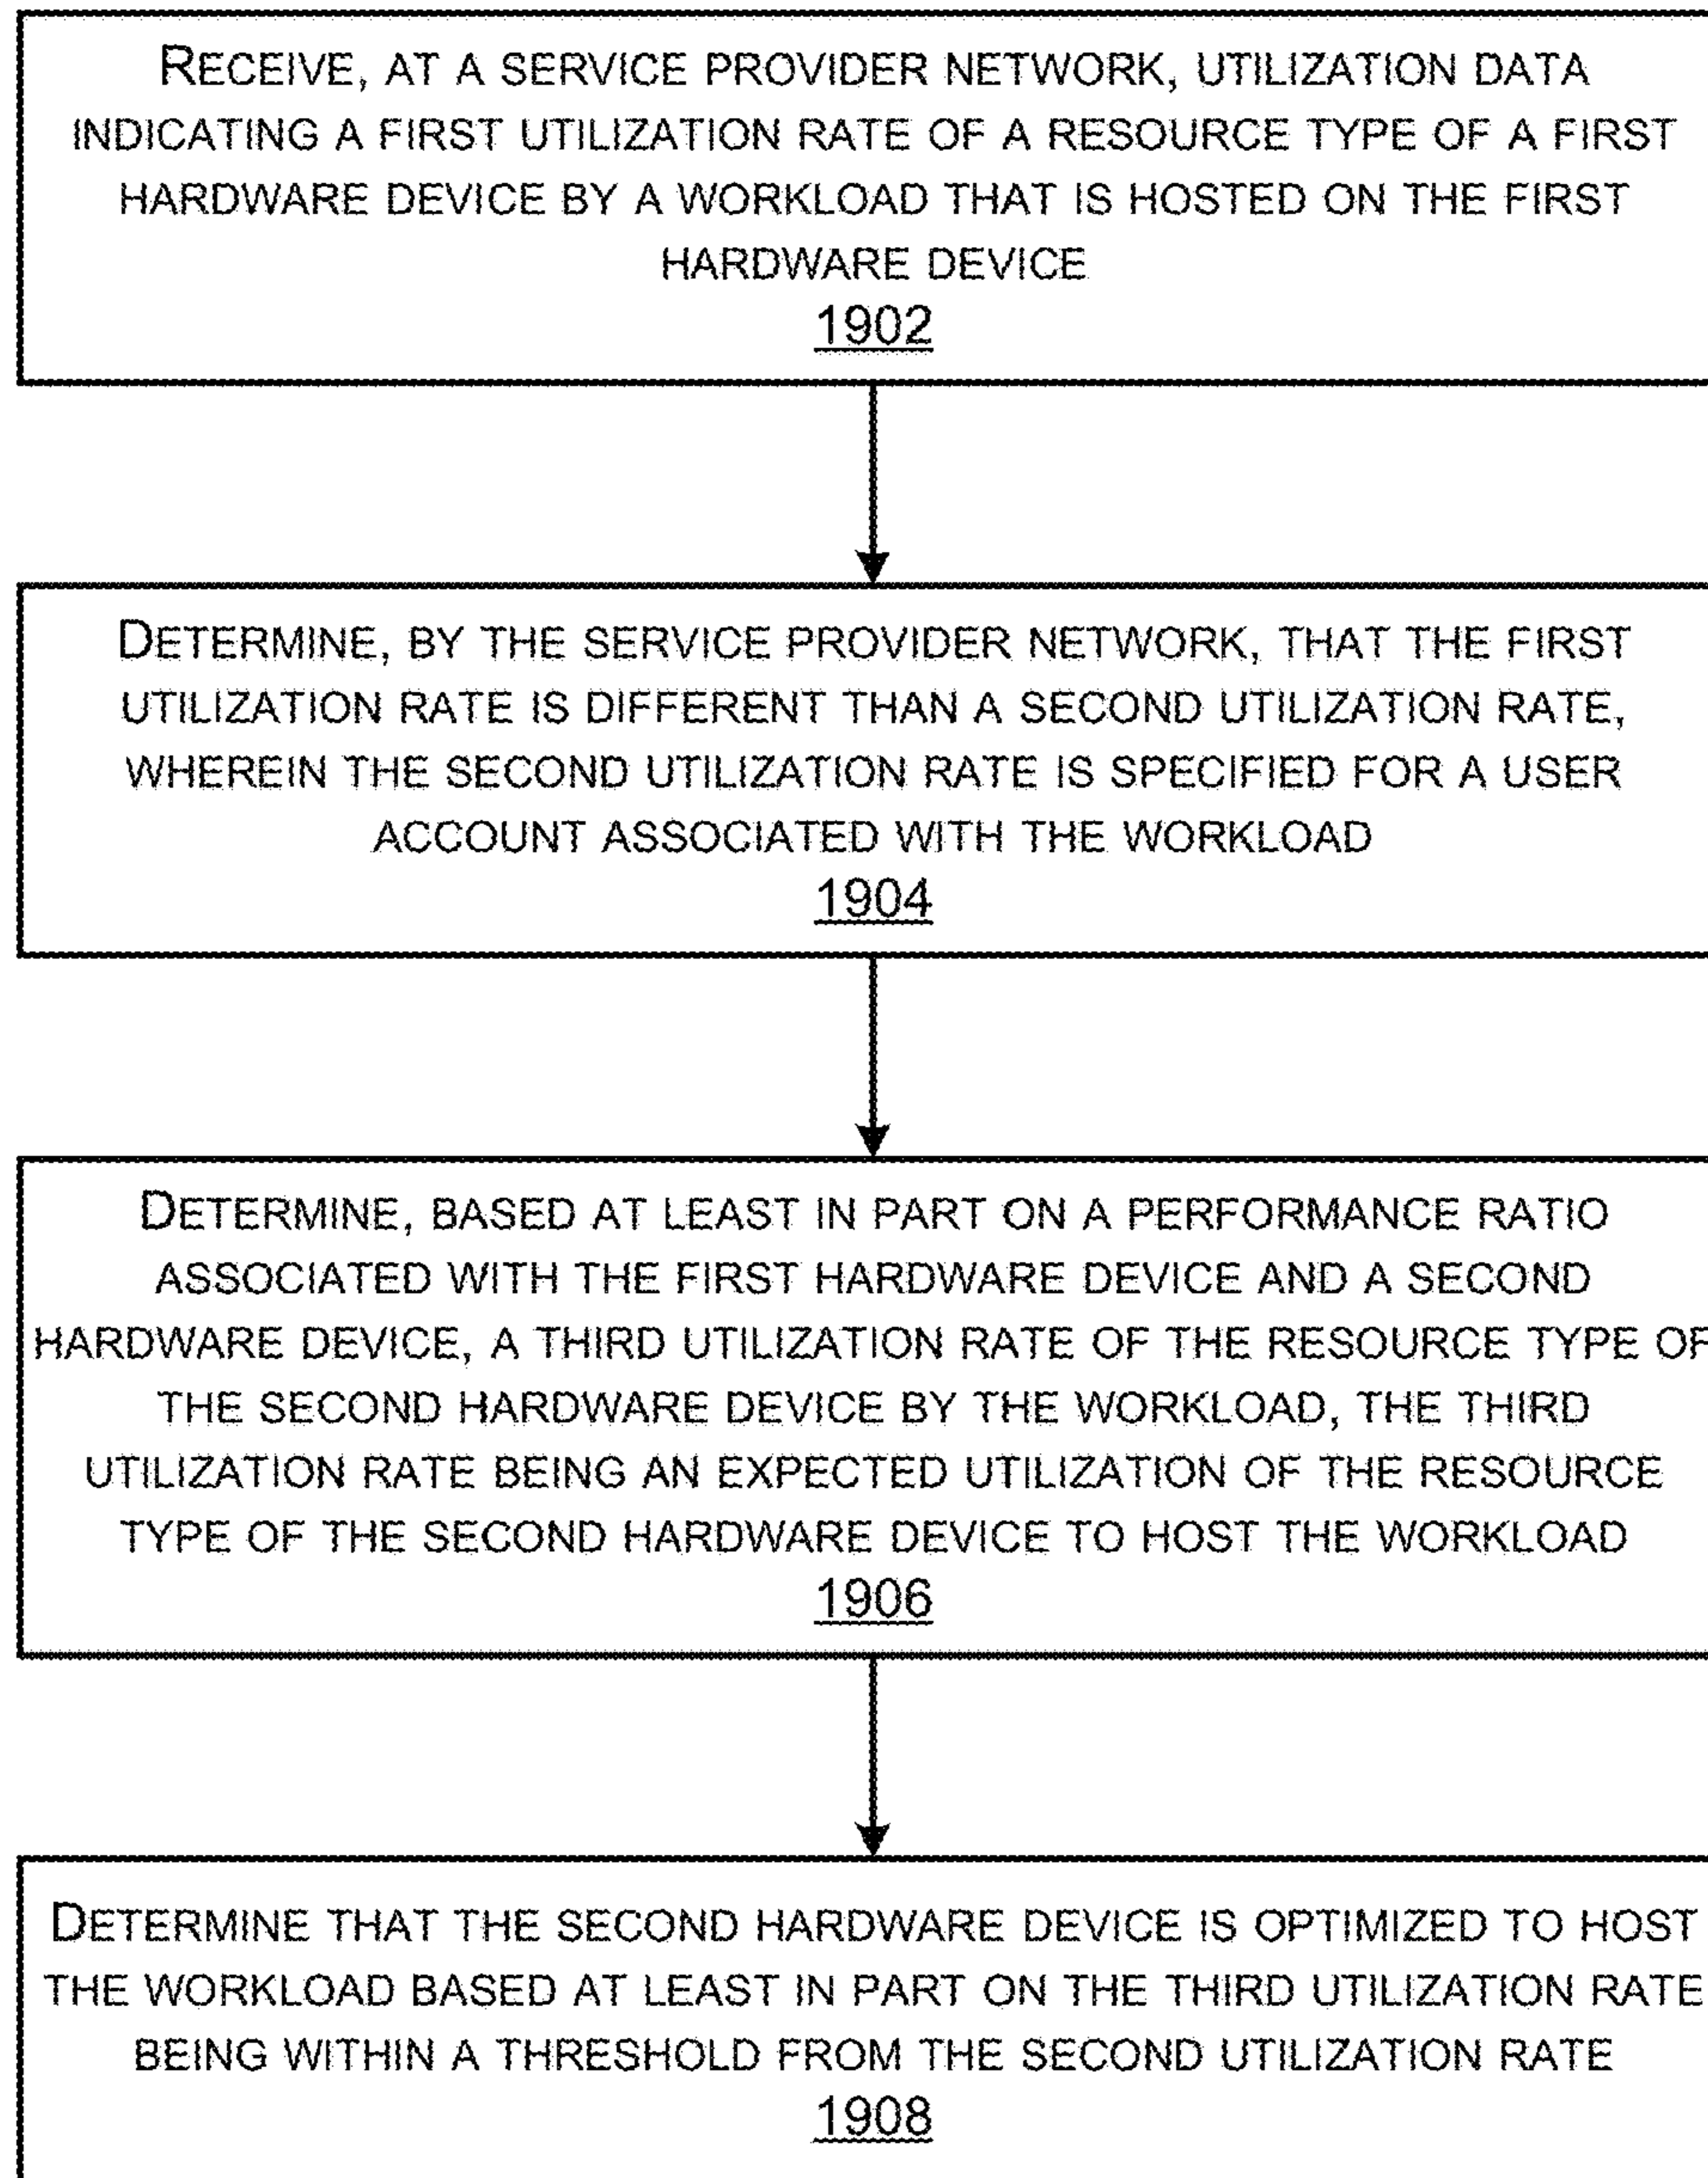 RECEIVE, AT A SERVICE PROVIDER NETWORK, UTILIZATION DATA
INDICATING A FIRST UTILIZATION RATE OF A RESOURCE TYPE OF A FIRST
HARDWARE DEVICE BY A WORKLOAD THAT IS HOSTED ON THE FIRST
HARDWARE DEVICE
1902
DETERMINE, BY THE SERVICE PROVIDER NETWORK, THAT THE FIRST
UTILIZATION RATE IS DIFFERENT THAN A SECOND UTILIZATION RATE,
WHEREIN THE SECOND UTILIZATION RATE IS SPECIFIED FOR A USER
ACCOUNT ASSOCIATED WITH THE WORKLOAD
1904
DETERMINE, BASED AT LEAST IN PART ON A PERFORMANCE RATIO
ASSOCIATED WITH THE FIRST HARDWARE DEVICE AND A SECOND
HARDWARE DEVICE, A THIRD UTILIZATION RATE OF THE RESOURCE TYPE OF
THE SECOND HARDWARE DEVICE BY THE WORKLOAD, THE THIRD
UTILIZATION RATE BEING AN EXPECTED UTILIZATION OF THE RESOURCE
TYPE OF THE SECOND HARDWARE DEVICE TO HOST THE WORKLOAD
1906
DETERMINE THAT THE SECOND HARDWARE DEVICE IS OPTIMIZED TO HOST
THE WORKLOAD BASED AT LEAST IN PART ON THE THIRD UTILIZATION RATE
BEING WITHIN A THRESHOLD FROM THE SECOND UTILIZATION RATE
1908